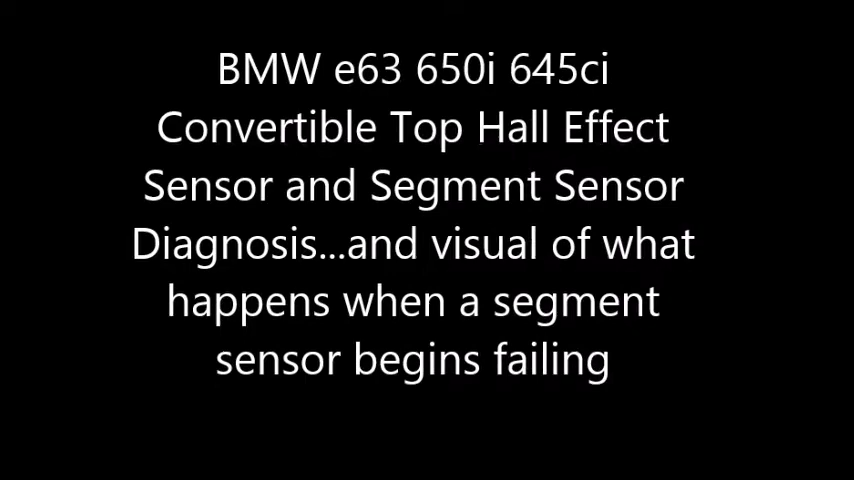 BMW e63 650i 645ci
Convertible Top Hall Effect
Sensor and Segment Sensor
Diagnosis...and visual of what
happens when a segment
sensor begins failing